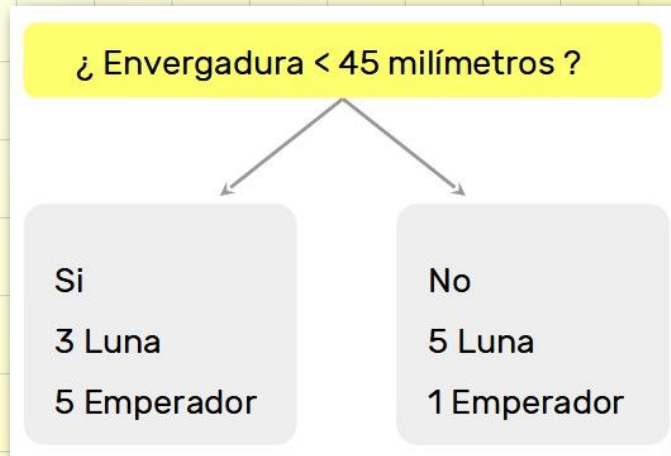 ¿ Envergadura < 45 milímetros ?
Si
3 Luna
5 Emperador
No
5 Luna
1 Emperador